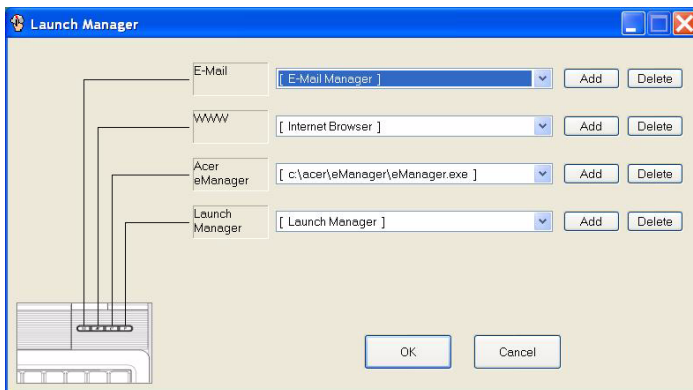 Launch Manager
E-Mail
[ E-Mail Manager ]
Add
Delete
WWW
[ Internet Browser ]
Add
Delete
Acer
eManager
[ c:\acer\eManager\eManager.exe ]
Add
Delete
Launch
Manager
[ Launch Manager ]
Add
Delete
OK
Cancel